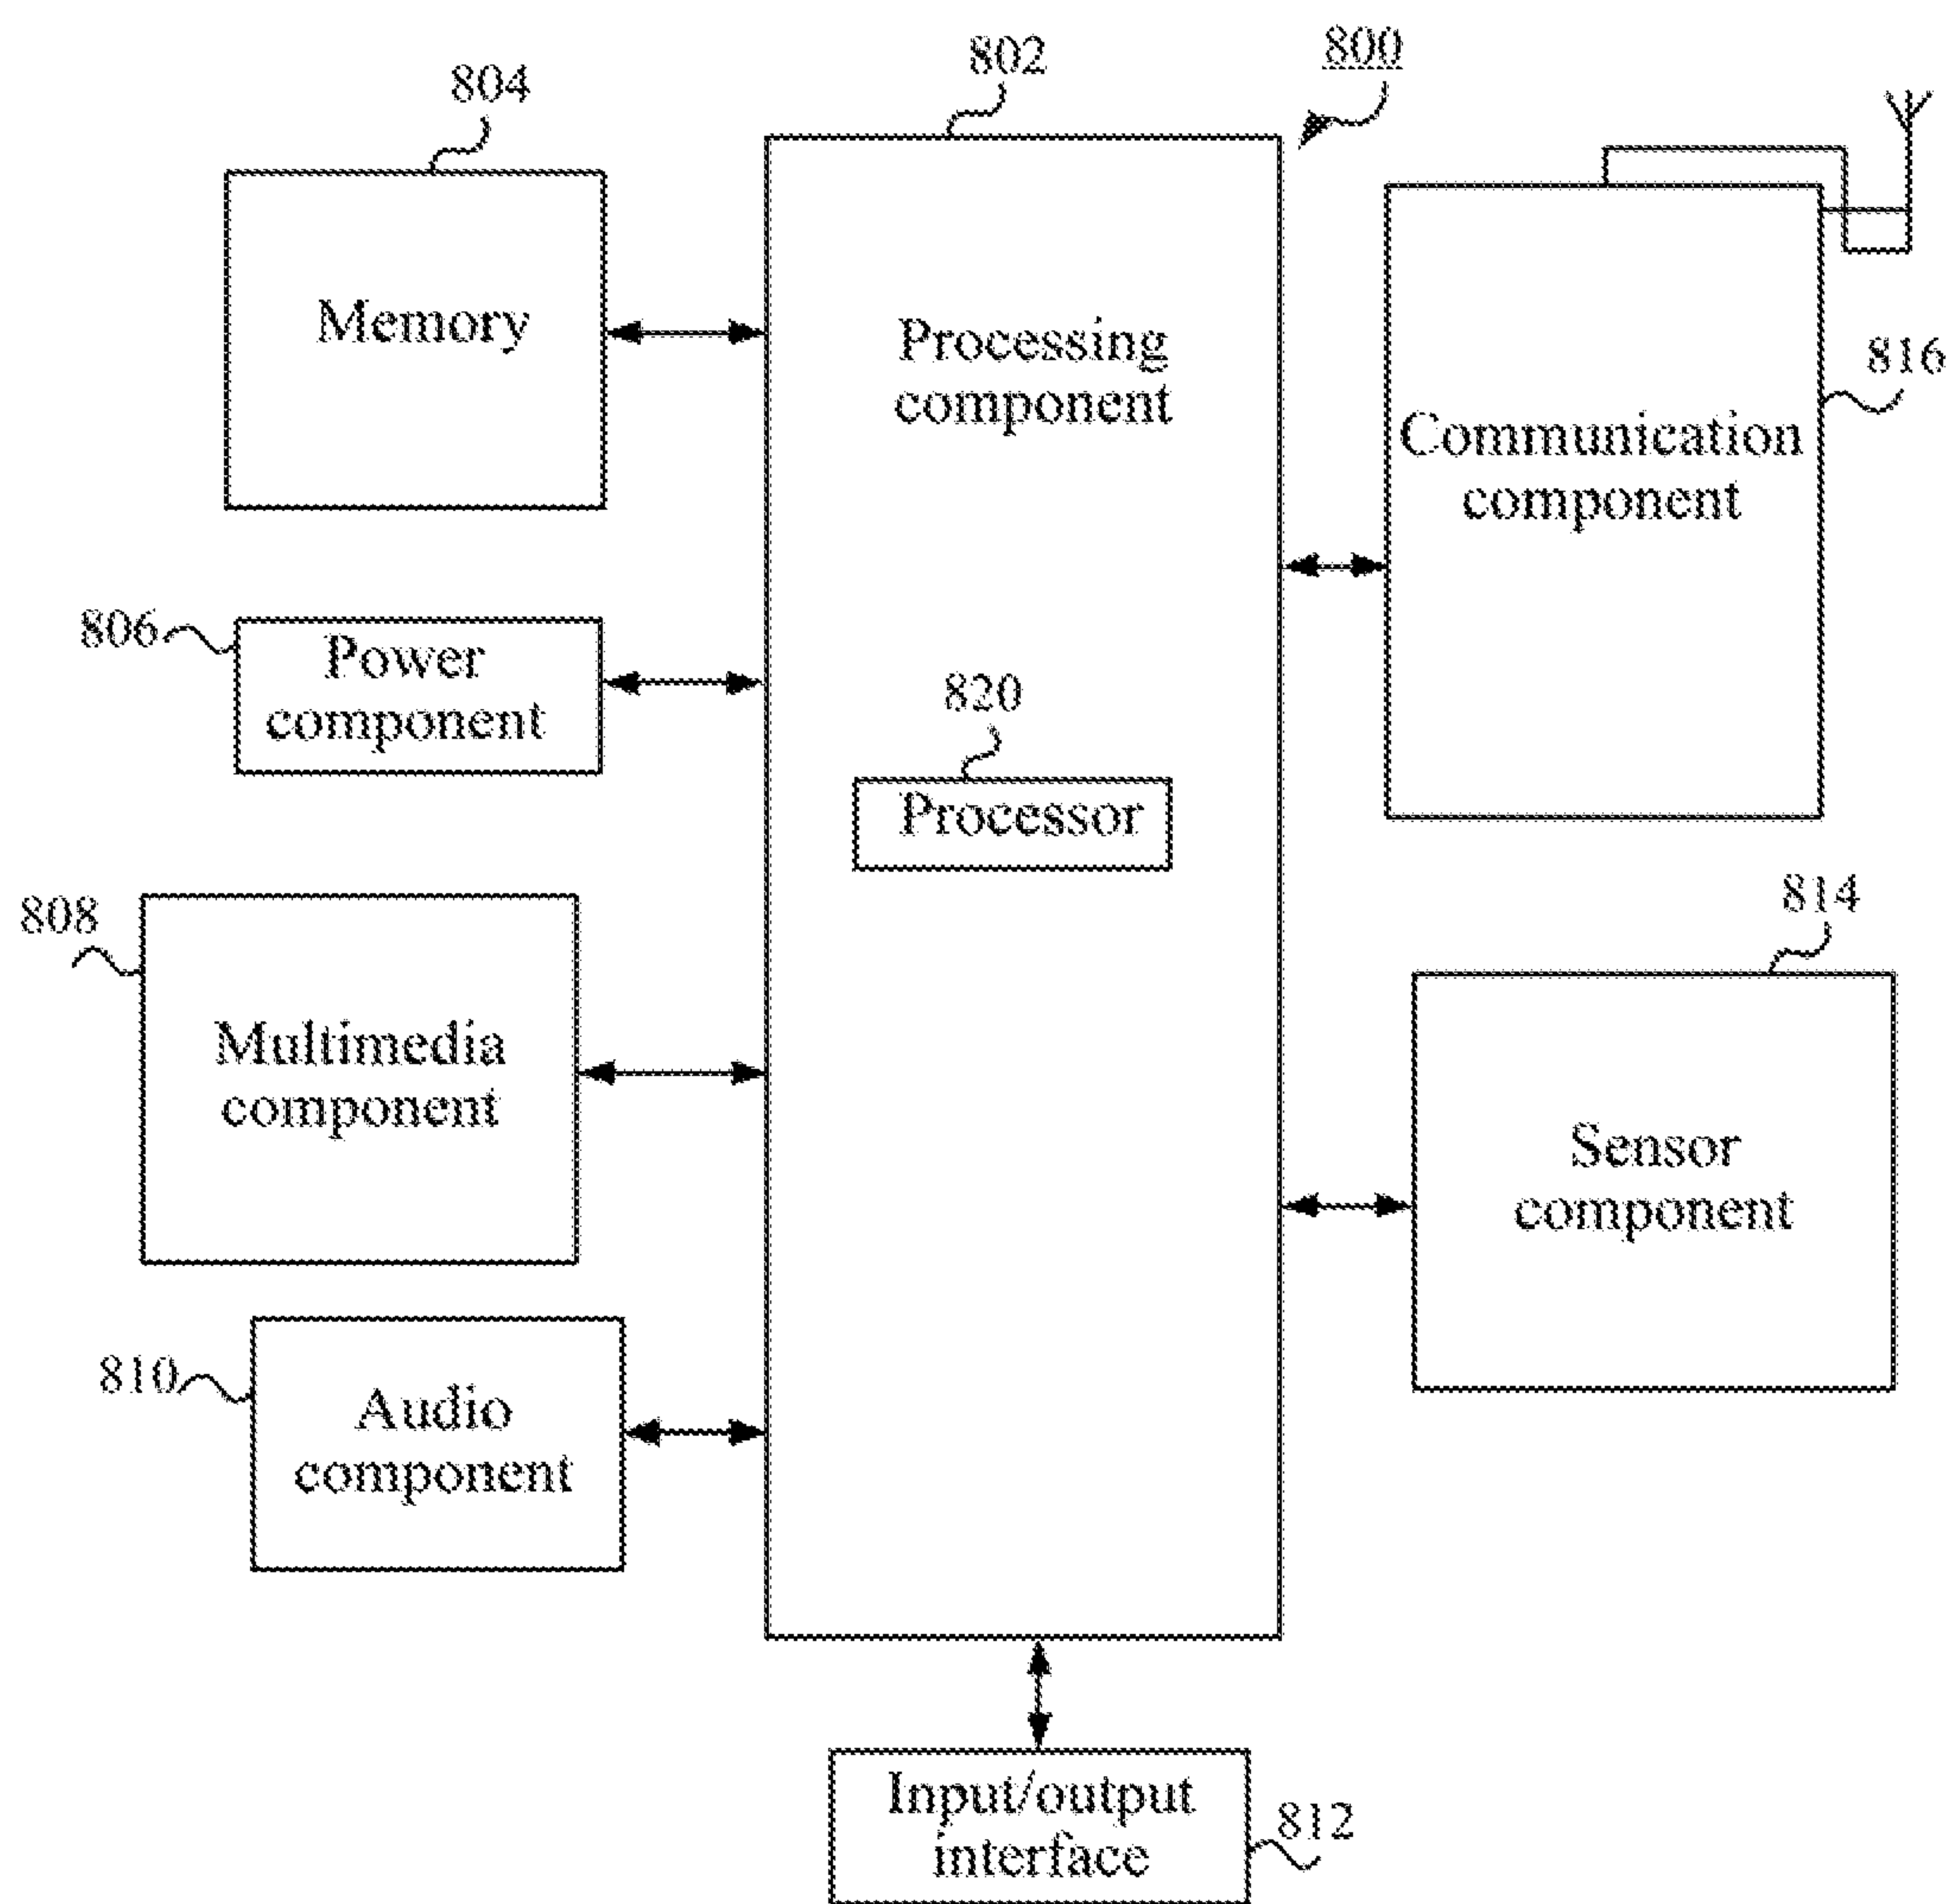 800
802
804
Memory
Processing
component
816
Communication
component
806
Power
component
820
Processor
808
Multimedia
component
814
Sensor
component
810
Audio
component
Input/output
interface
812